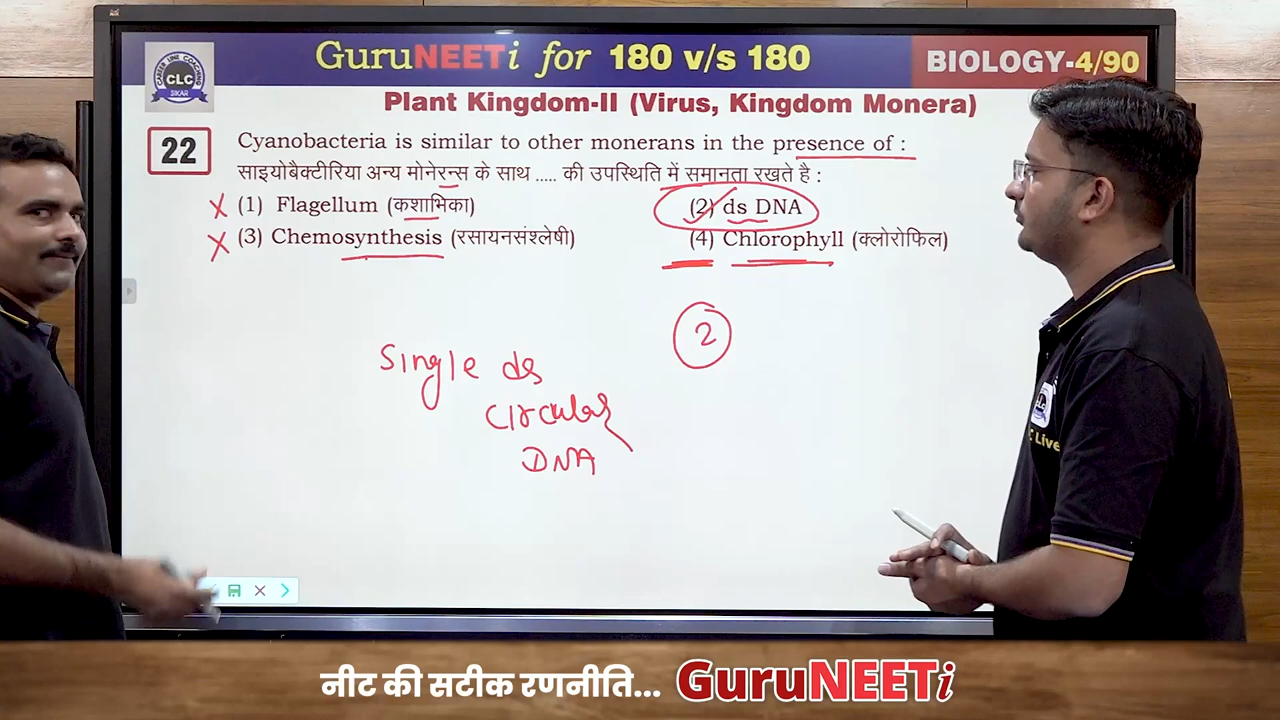 GuruNEETi for 180 v/s 180
BIOLOGY-4/90
CLC
SIKAR
Plant Kingdom-II (Virus, Kingdom Monera)
22
Cyanobacteria is similar to other monerans in the presence of :
साइयोबैक्टीरिया अन्य मोनेरन्स के साथ ..... की उपस्थिति में समानता रखते है :
(1) Flagellum (कशाभिका)
(2) ds DNA
(3) Chemosynthesis (रसायनसंश्लेषी)
(4) Chlorophyll (क्लोरोफिल)
2
Single ds
Circular
DNA
CLC
Live
नीट की सटीक रणनीति... GuruNEETi